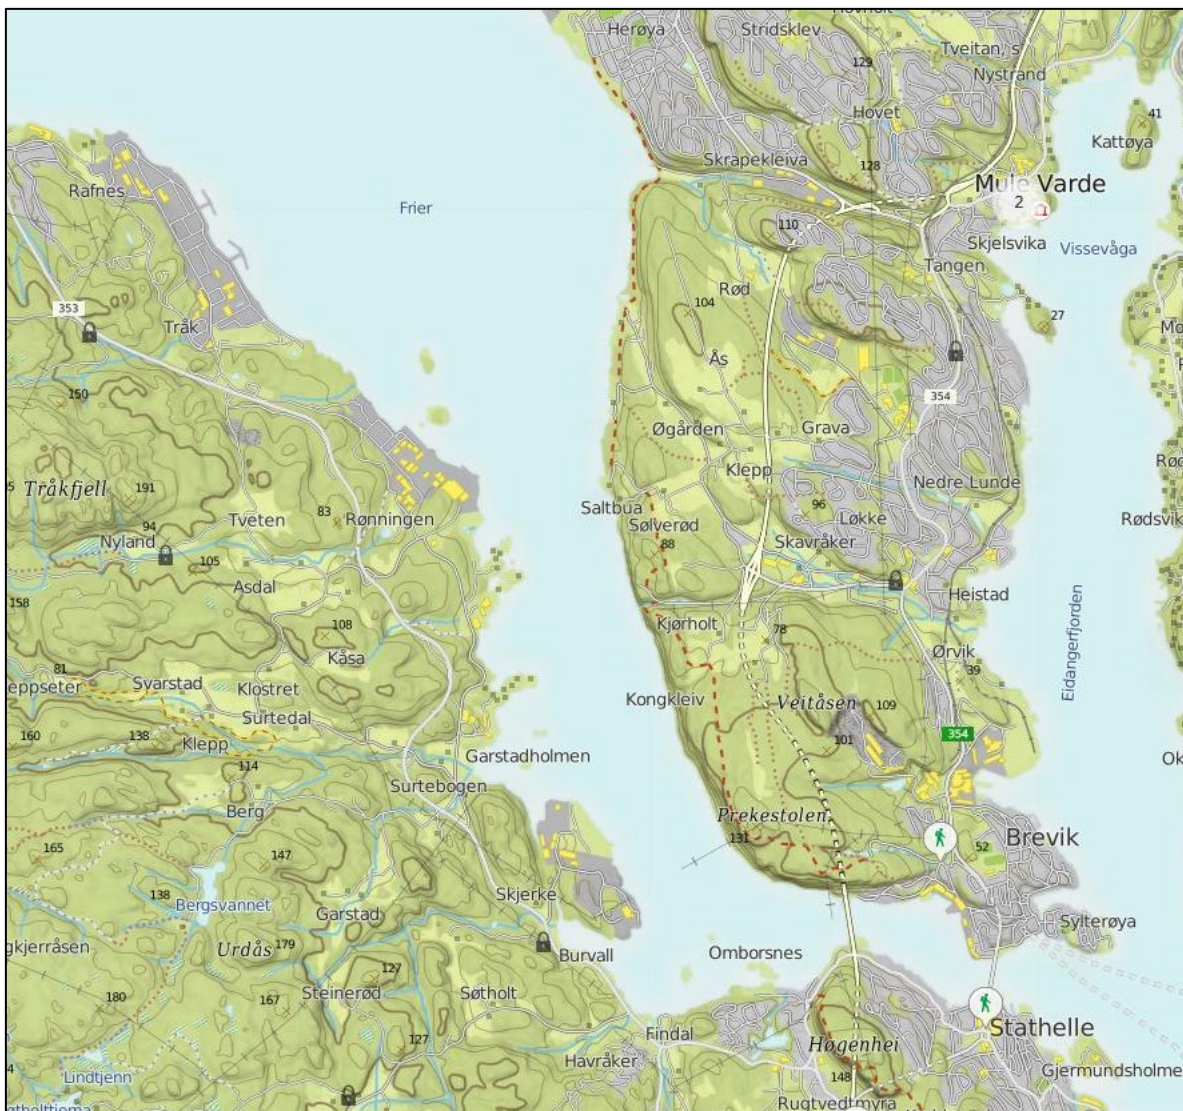 Herøya
Stridsklev
Tveitan, s
Nystrand
129
Hovet
41
Kattøya
Skrapekleiva
128
Mule Varde
2
Rafnes
Frier
110
Skjelsvika
Vissevåga
Tangen
Rød
353
104
27
Tråk
Ås
150
354
Øgården
Grava
Klepp
Nedre Lunde
Tråkfjell
191
Tveten
83
Rønningen
Saltbua
Sølverød
96
Løkke
Rødsvik
94
Nyland
88
Skavråker
105
Asdal
Heistad
158
108
Kjørholt
78
Eidangerfjorden
Kåsa
Ørvik
81
39
eppseter
Svarstad
Klostret
Kongkleiv
Veitåsen
109
Surtedal
160
138
Klepp
101
354
Garstadholmen
114
Surtebogen
Berg
Prekestolen
131
Brevik
165
147
52
138
Bergsvannet
Skjerke
Garstad
Sylterøya
gkjerråsen
Urdås
179
Burvall
Omborsnes
127
180
167
Steinerød
Søtholt
Findal
Stathelle
127
Høgenhei
Havråker
148
Gjermundsholme
Lindtjenn
Rugtvedtmyra